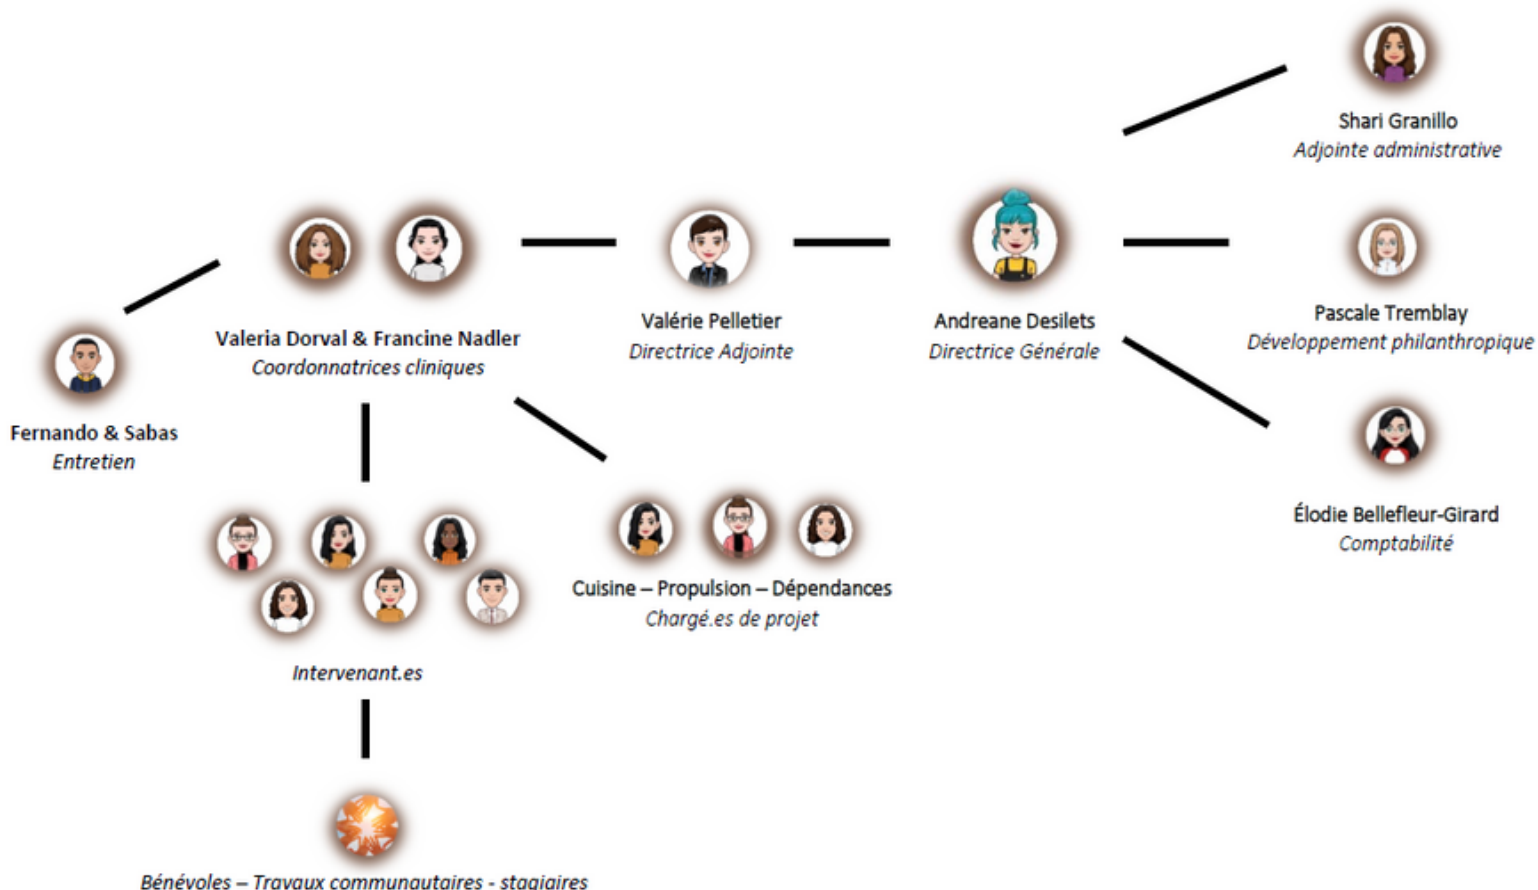 Shari Granillo
Adjointe administrative
Valeria Dorval & Francine Nadler
Coordonnatrices cliniques
Valérie Pelletier
Directrice Adjointe
Andreane Desilets
Directrice Générale
Pascale Tremblay
Développement philanthropique
Fernando & Sabas
Entretien
Élodie Bellefleur-Girard
Comptabilité
Cuisine – Propulsion – Dépendances
Chargé.es de projet
Intervenant.es
Bénévoles – Travaux communautaires - stagiaires